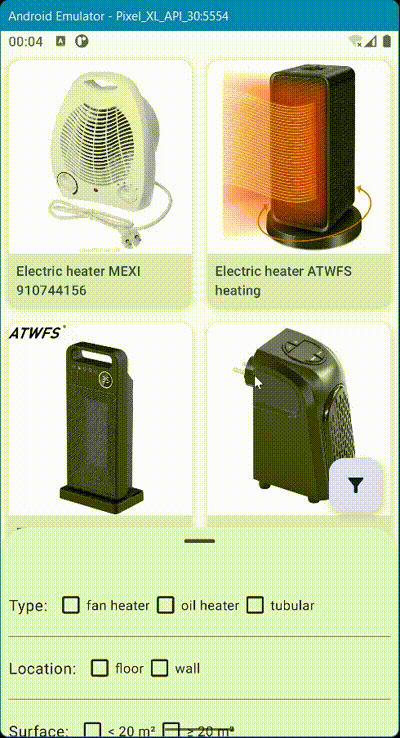 Android Emulator - Pixel_XL_API_30:5554
00:04
Electric heater MEXI
910744156
Electric heater ATWFS
heating
ATWFS
35
Type: fan heater oil heater tubular
Location: floor wall
Surface: < 20 m² ≥ 20 m²